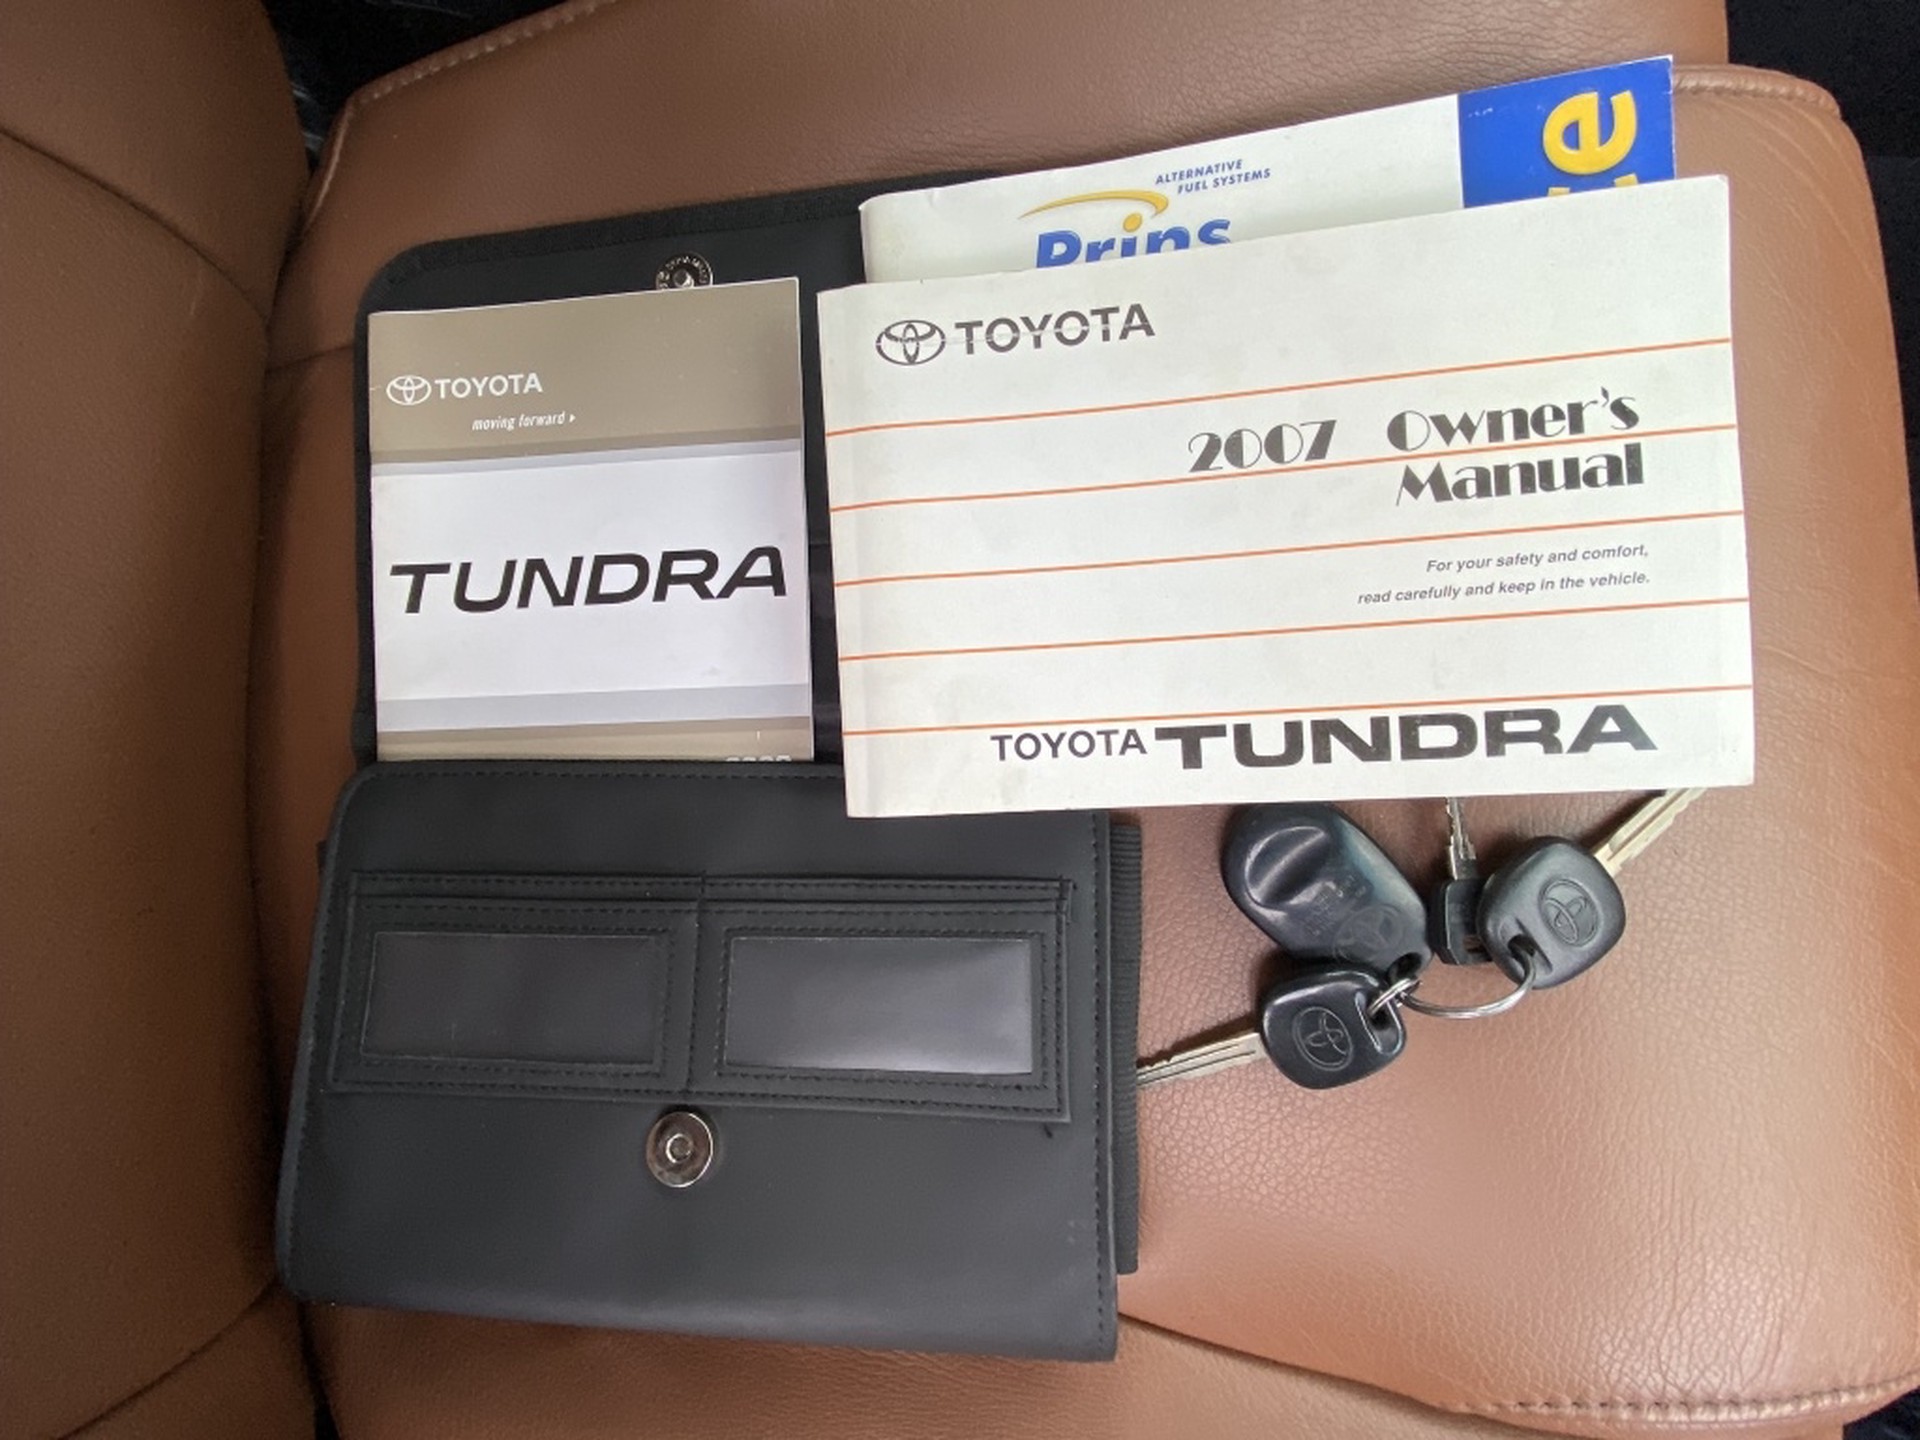 ALTERNATIVE
FUEL SYSTEMS
Prins
TOYOTA
moving forward
TUNDRA
TOYOTA
2007 Owner's
Manual
For your safety and comfort,
read carefully and keep in the vehicle.
TOYOTA TUNDRA